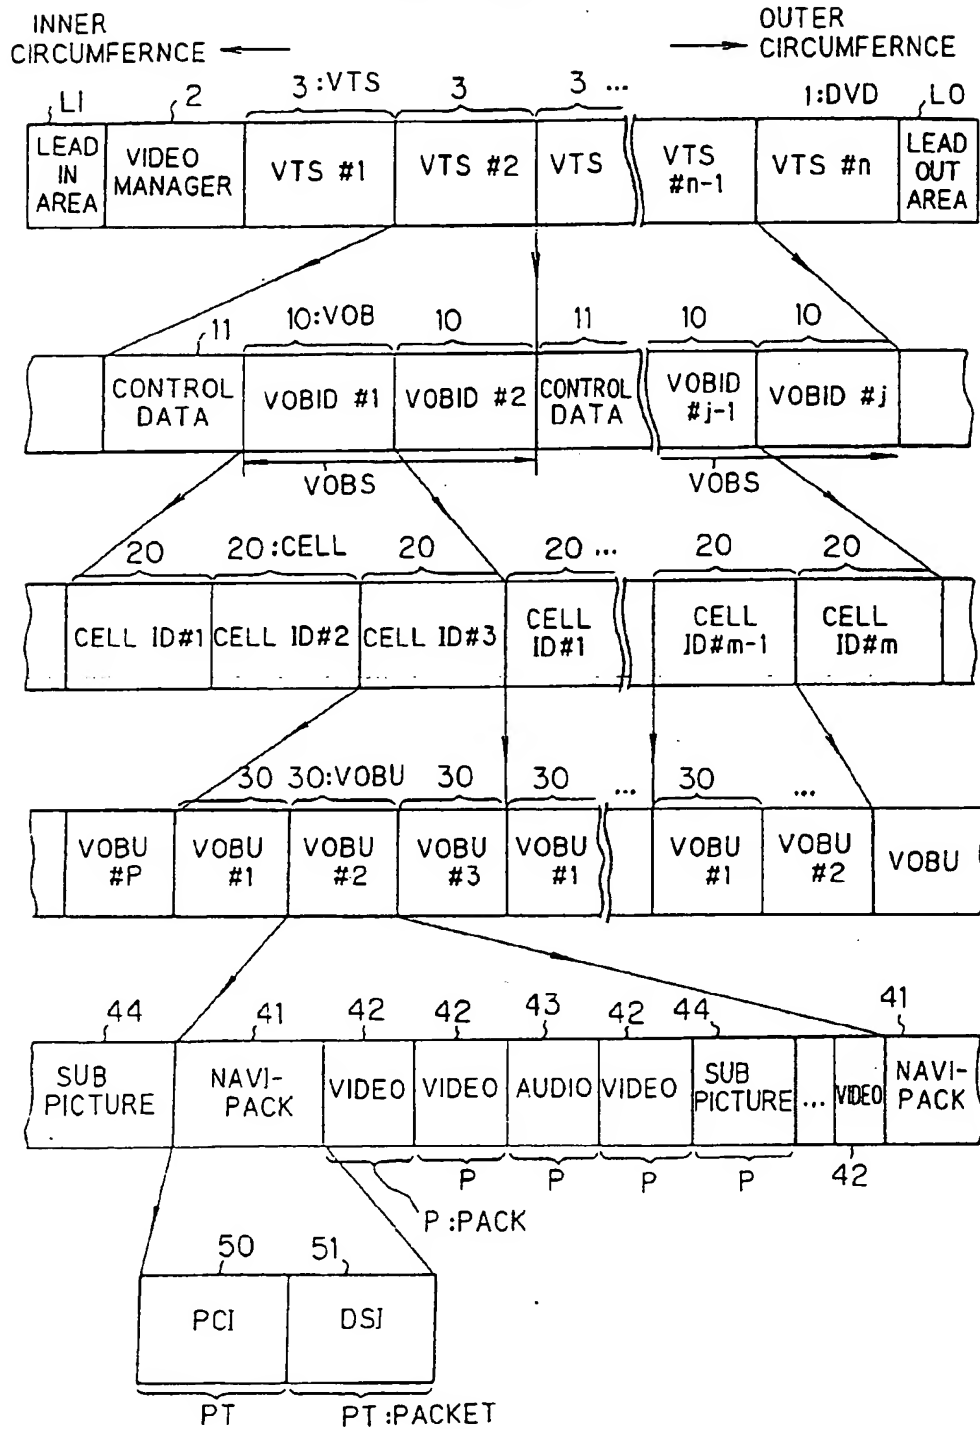 INNER
CIRCUMFERNCE
OUTER
CIRCUMFERNCE
LI 2 3:VTS 3 3 ... 1:DVD LO
LEAD IN AREA
VIDEO MANAGER
VTS #1
VTS #2
VTS
VTS #n-1
VTS #n
LEAD OUT AREA
11 10:VOB 10 11 10 10
CONTROL DATA
VOBID #1
VOBID #2
CONTROL DATA
VOBID #j-1
VOBID #j
VOBS VOBS
20 20:CELL 20 20 ... 20 20
CELL ID#1
CELL ID#2
CELL ID#3
CELL ID#1
CELL ID#m-1
CELL ID#m
30 30:VOBU 30 30 ... 30 ...
VOBU #P
VOBU #1
VOBU #2
VOBU #3
VOBU #1
VOBU #1
VOBU #2
VOBU
44 41 42 42 43 42 44 41
SUB PICTURE
NAVI-PACK
VIDEO
VIDEO
AUDIO
VIDEO
SUB PICTURE
...
VIDEO
NAVI-PACK
P P P P 42
P:PACK
50 51
PCI DSI
PT PT:PACKET